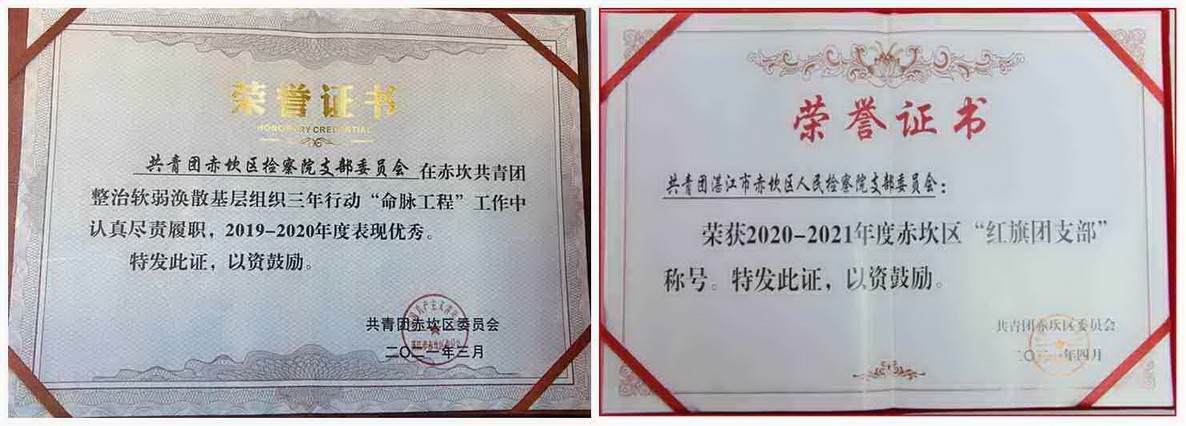 荣誉证书
HONORARY CREDENTIAL
共青团赤坎区检察院支部委员会 在赤坎共青团
整治软弱涣散基层组织三年行动“命脉工程”工作中
认真尽责履职，2019-2020年度表现优秀。
特发此证，以资鼓励。
共青团赤坎区委员会
二〇二一年三月
荣誉证书
共青团湛江市赤坎区人民检察院支部委员会：
荣获2020-2021年度赤坎区“红旗团支部”
称号。特发此证，以资鼓励。
共青团赤坎区委员会
二〇二一年四月